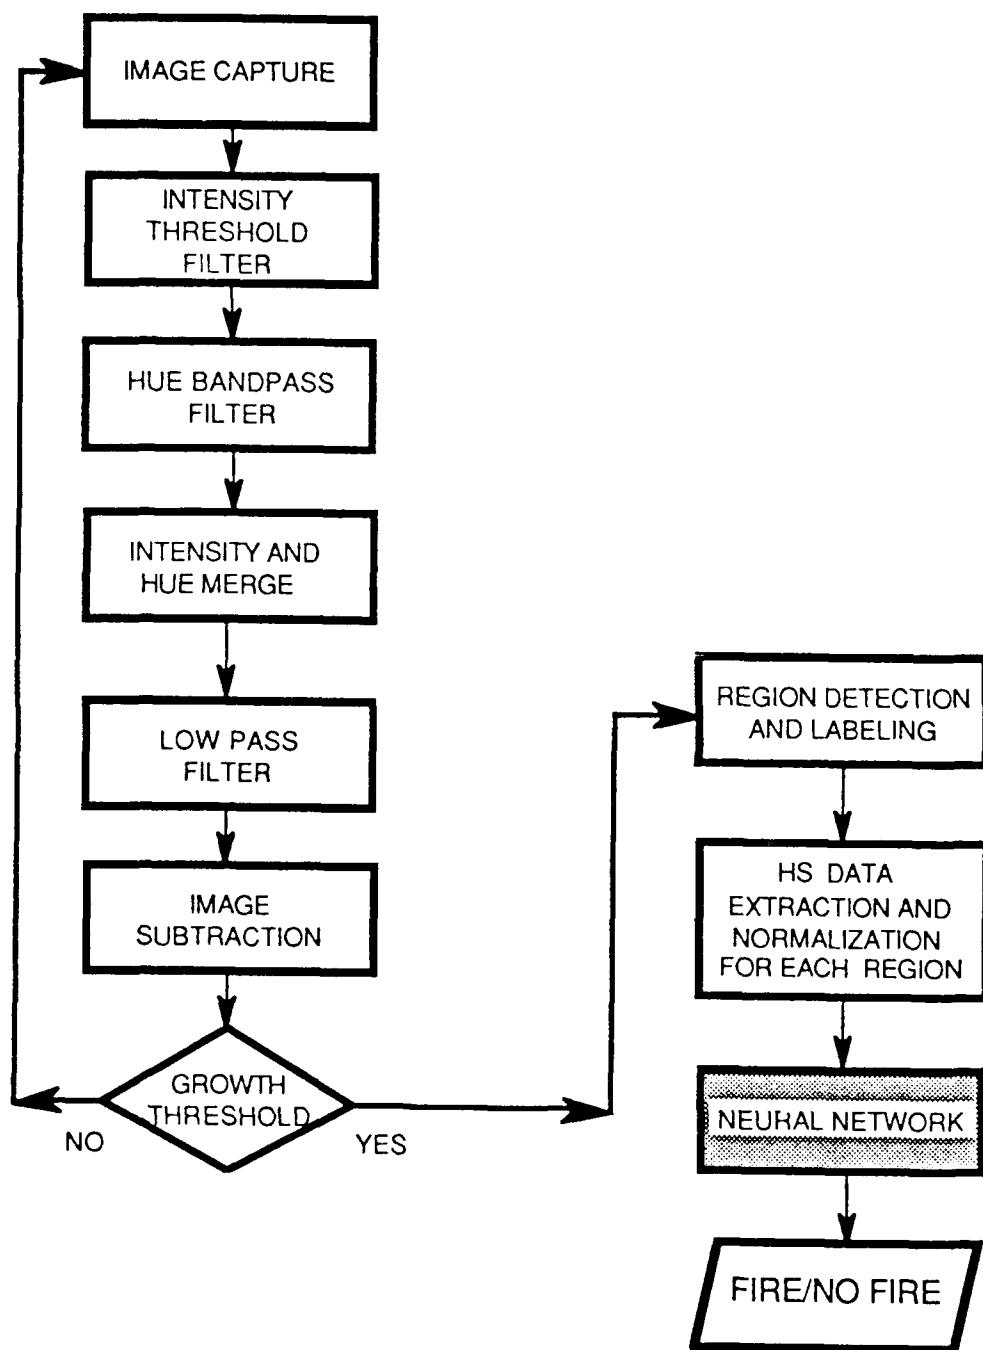 IMAGE CAPTURE
INTENSITY
THRESHOLD
FILTER
HUE BANDPASS
FILTER
INTENSITY AND
HUE MERGE
LOW PASS
FILTER
IMAGE
SUBTRACTION
GROWTH
THRESHOLD
NO
YES
REGION DETECTION
AND LABELING
HS DATA
EXTRACTION AND
NORMALIZATION
FOR EACH REGION
NEURAL NETWORK
FIRE/NO FIRE